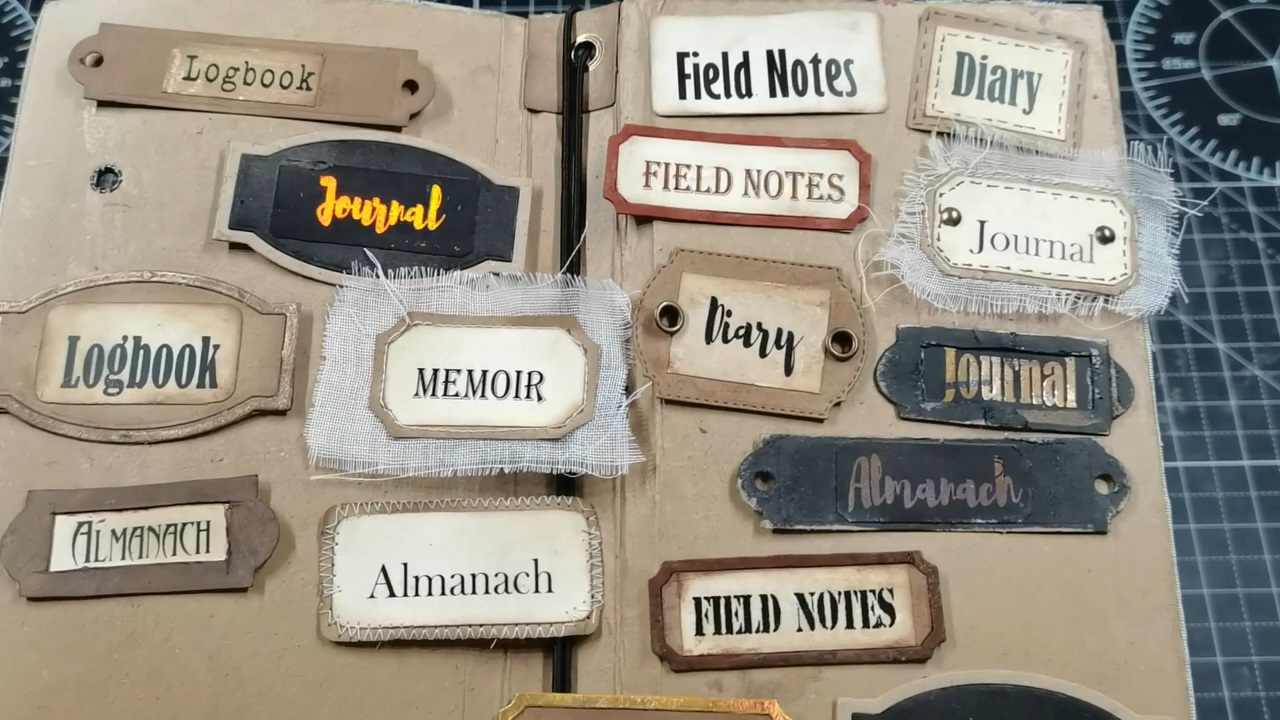 Logbook
Field Notes
Diary
Journal
FIELD NOTES
Journal
Logbook
MEMOIR
Diary
Journal
Almanach
ALMANACH
Almanach
FIELD NOTES